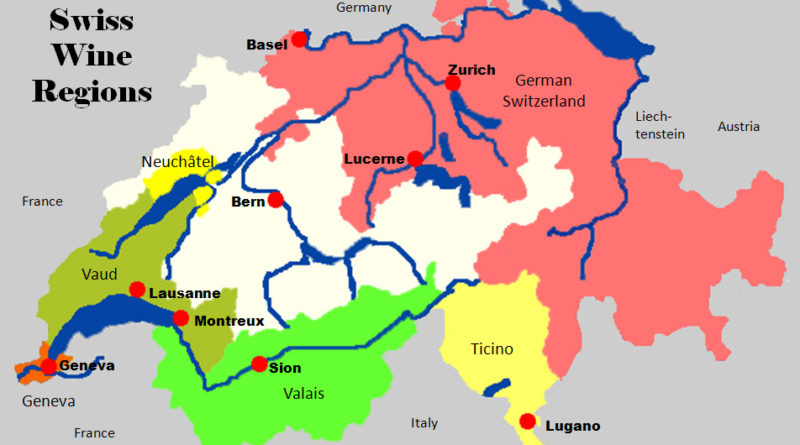 Swiss
Wine
Regions
Germany
Basel
Zurich
German
Switzerland
Liech-
tenstein
Austria
Neuchâtel
Lucerne
France
Bern
Vaud
Lausanne
Montreux
Ticino
Geneva
Sion
Valais
Geneva
Italy
Lugano
France